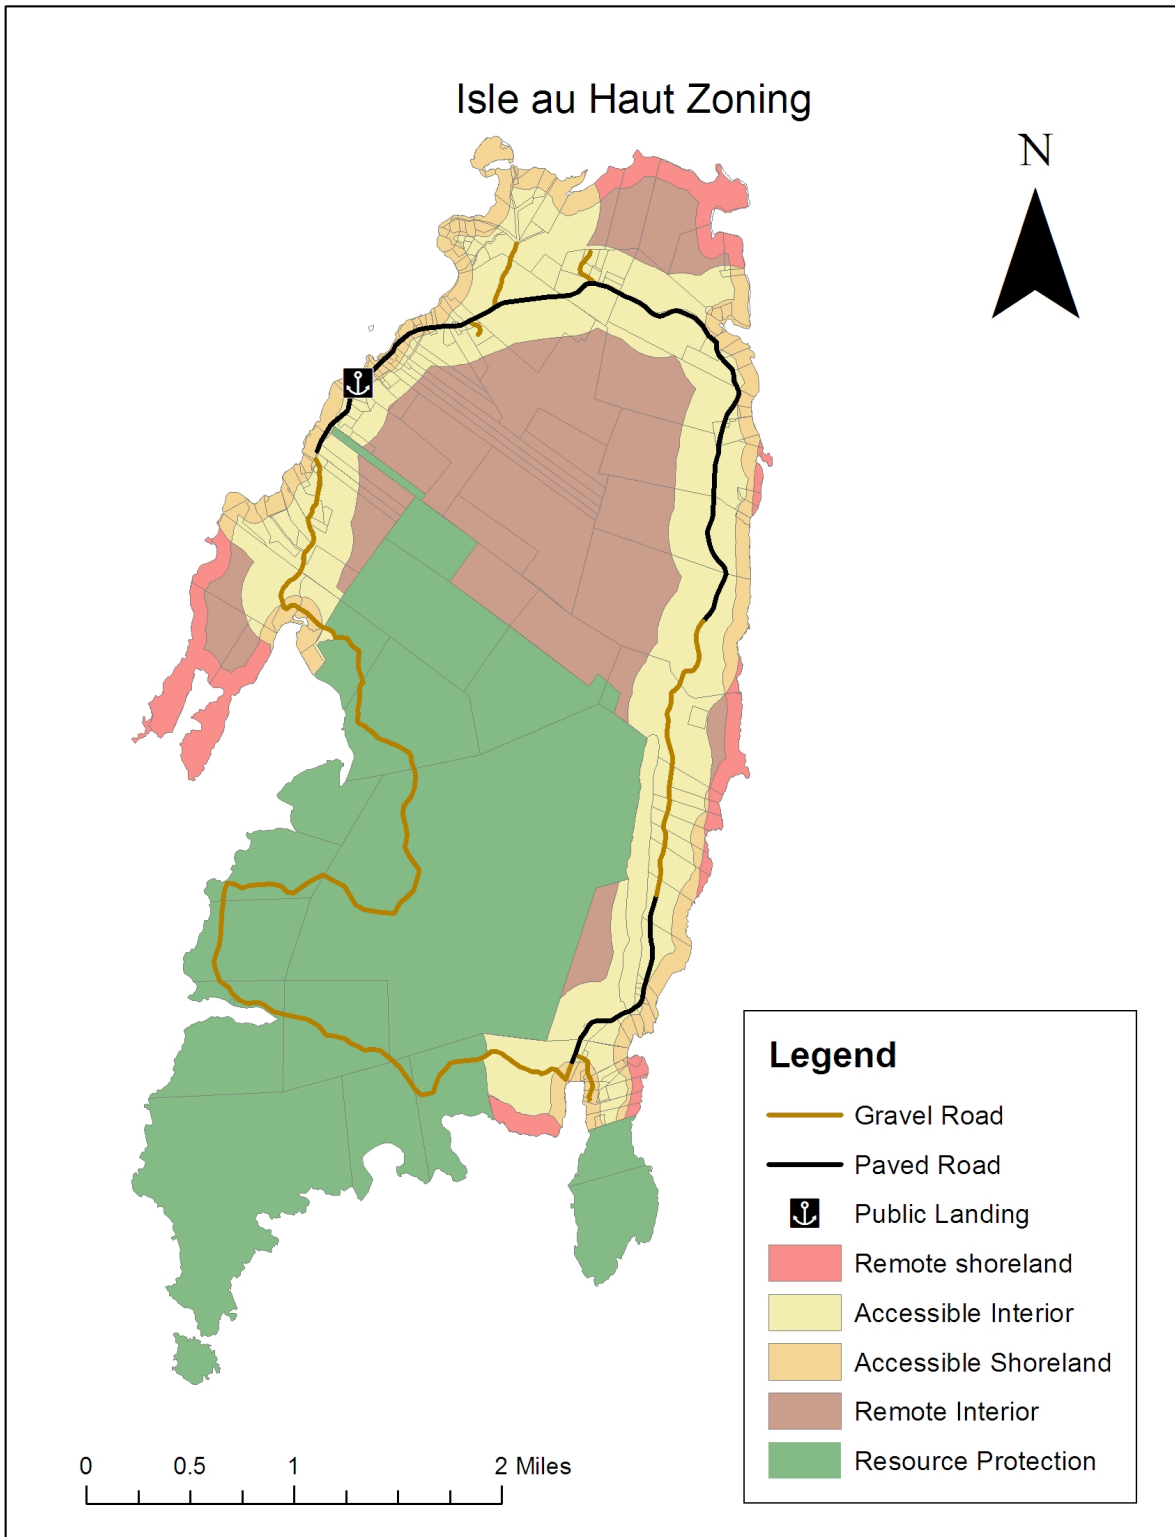 Isle au Haut Zoning
N
Legend
Gravel Road
Paved Road
Public Landing
Remote shoreland
Accessible Interior
Accessible Shoreland
Remote Interior
Resource Protection
0 0.5 1 2 Miles